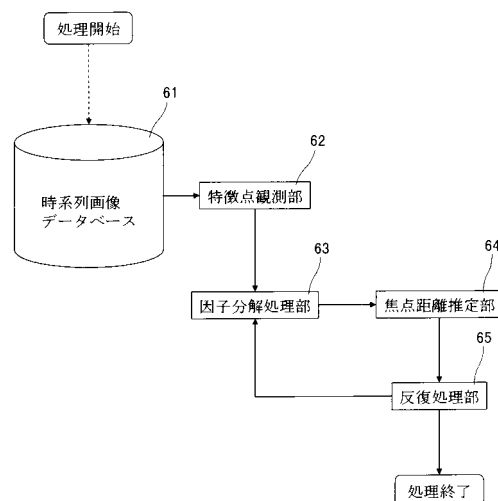 処理開始
61
時系列画像
データベース
62
特徴点観測部
63
因子分解処理部
64
焦点距離推定部
65
反復処理部
処理終了